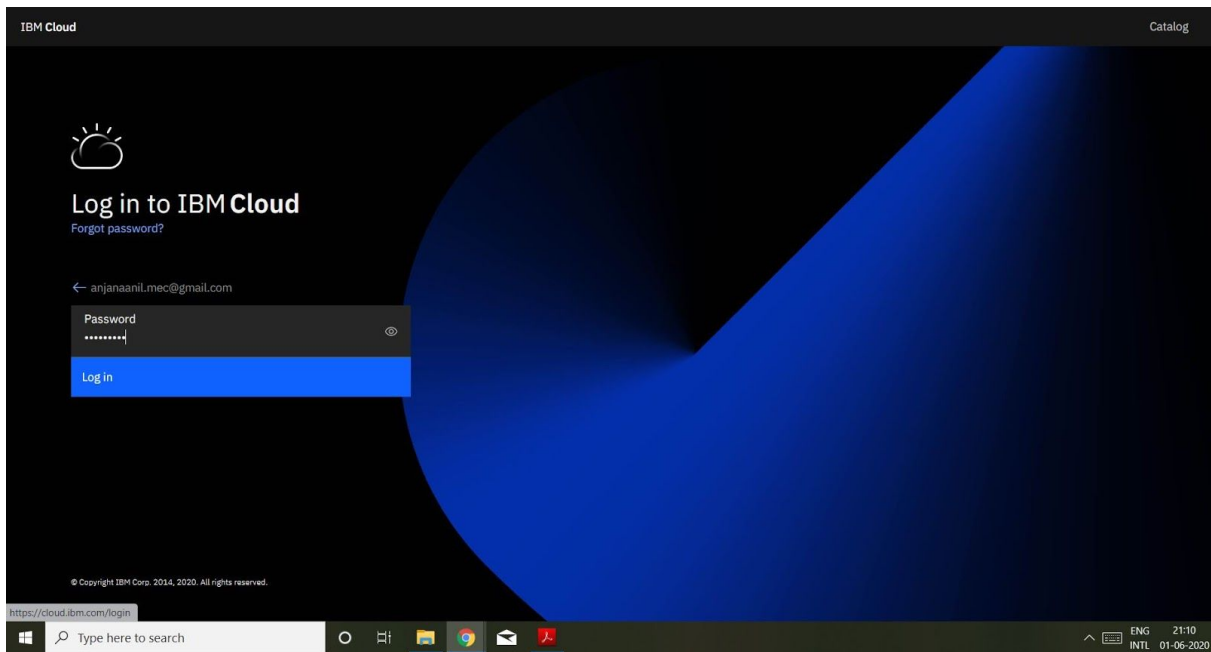 IBM Cloud
Catalog
Log in to IBM Cloud
Forgot password?
← anjanaanil.mec@gmail.com
Password
•••••••••
Log in
© Copyright IBM Corp. 2014, 2020. All rights reserved.
https://cloud.ibm.com/login
Type here to search
ENG 21:10
INTL 01-06-2020